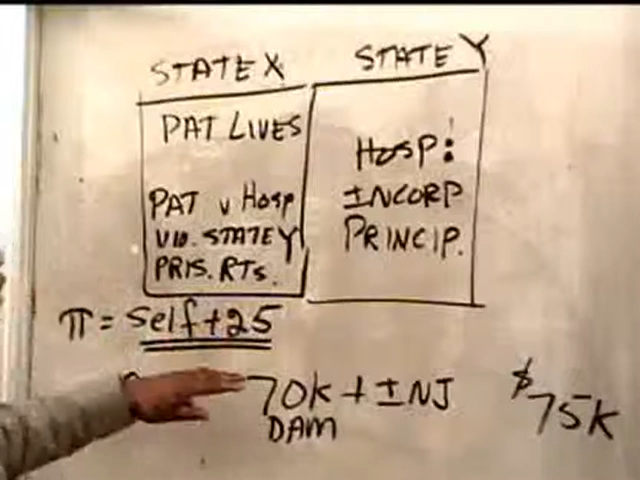 STATE X
STATE Y
PAT LIVES
PAT v Hosp
VIO. STATE Y
PRIS. RTS.
Hosp:
INCORP
PRINCIP.
π = self+25
70K + INJ
DAM
$75K